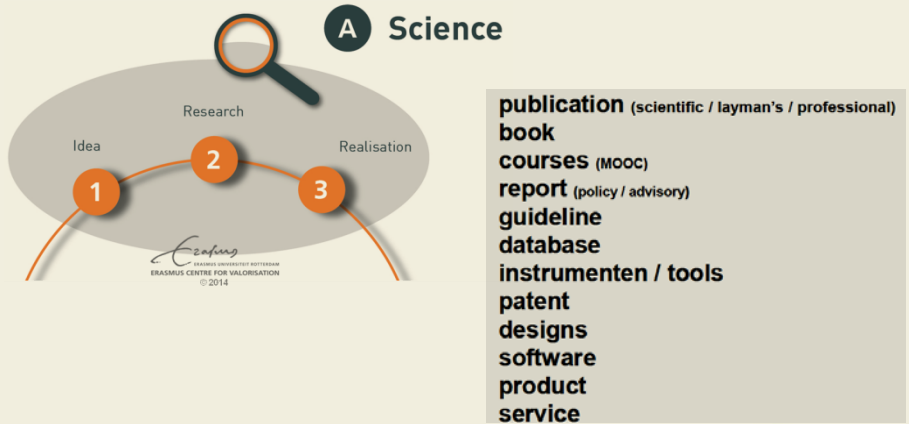 A Science
Research
Idea
Realisation
1
2
3
Erasmus
ERASMUS UNIVERSITEIT ROTTERDAM
ERASMUS CENTRE FOR VALORISATION
© 2014
publication (scientific / layman's / professional)
book
courses (MOOC)
report (policy / advisory)
guideline
database
instrumenten / tools
patent
designs
software
product
service